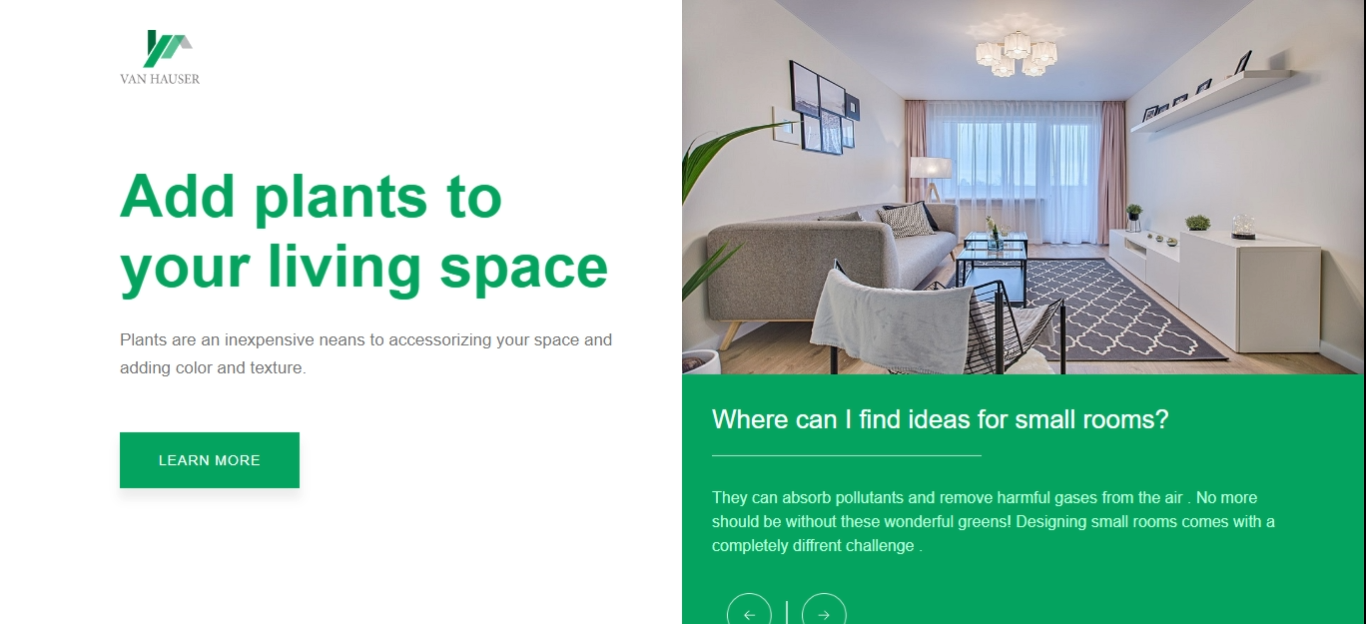 VAN HAUSER
Add plants to
your living space
Plants are an inexpensive neans to accessorizing your space and
adding color and texture.
LEARN MORE
Where can I find ideas for small rooms?
They can absorb pollutants and remove harmful gases from the air . No more
should be without these wonderful greens! Designing small rooms comes with a
completely diffrent challenge .